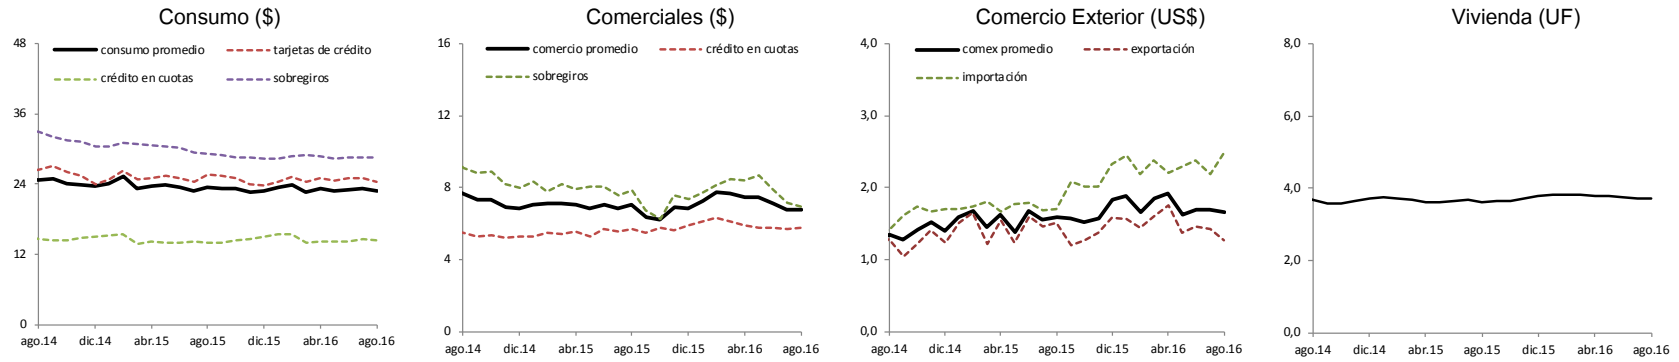 Consumo ($)
48
36
24
12
0
consumo promedio
tarjetas de crédito
crédito en cuotas
sobregiros
ago.14 dic.14 abr.15 ago.15 dic.15 abr.16 ago.16
Comerciales ($)
16
12
8
4
0
comercio promedio
crédito en cuotas
sobregiros
ago.14 dic.14 abr.15 ago.15 dic.15 abr.16 ago.16
Comercio Exterior (US$)
4,0
3,0
2,0
1,0
0,0
comex promedio
exportación
importación
ago.14 dic.14 abr.15 ago.15 dic.15 abr.16 ago.16
Vivienda (UF)
8,0
6,0
4,0
2,0
0,0
ago.14 dic.14 abr.15 ago.15 dic.15 abr.16 ago.16